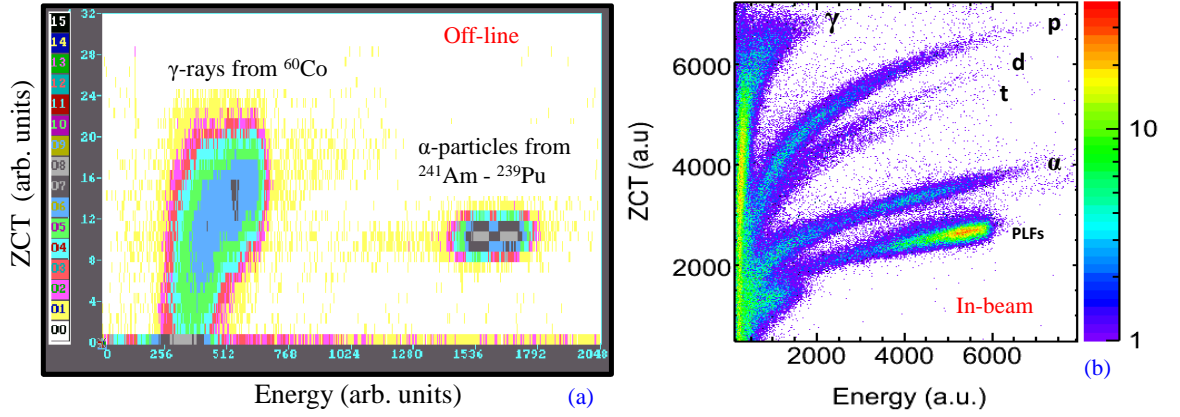 15
14
13
12
11
10
09
08
07
06
05
04
03
02
01
00
32
28
24
20
16
12
8
4
0
ZCT (arb. units)
Off-line
γ-rays from ⁶⁰Co
α-particles from
²⁴¹Am - ²³⁹Pu
0 256 512 768 1024 1280 1536 1792 2048
Energy (arb. units)
(a)
6000
4000
2000
ZCT (a.u)
γ
p
d
t
α
PLFs
In-beam
2000 4000 6000
Energy (a.u.)
10
1
(b)